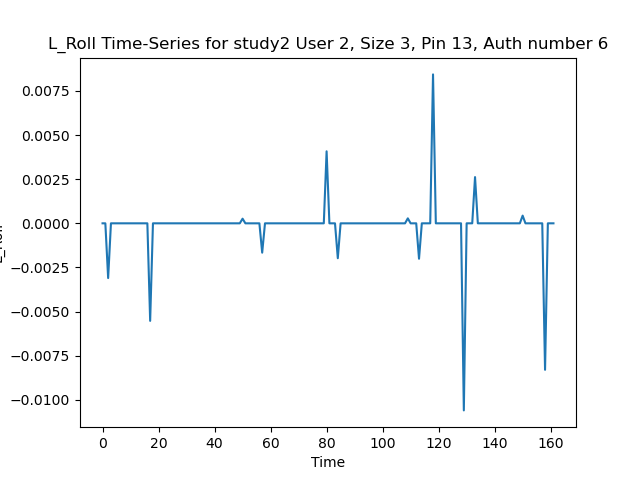 L_Roll Time-Series for study2 User 2, Size 3, Pin 13, Auth number 6
0.0075
0.0050
0.0025
0.0000
−0.0025
−0.0050
−0.0075
−0.0100
L_Roll
0 20 40 60 80 100 120 140 160
Time